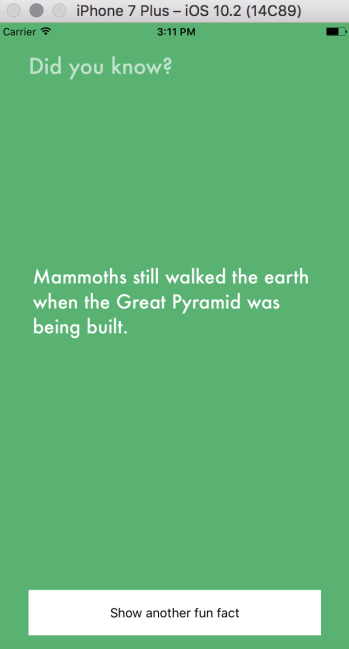 iPhone 7 Plus – iOS 10.2 (14C89)
Carrier 3:11 PM
Did you know?
Mammoths still walked the earth
when the Great Pyramid was
being built.
Show another fun fact